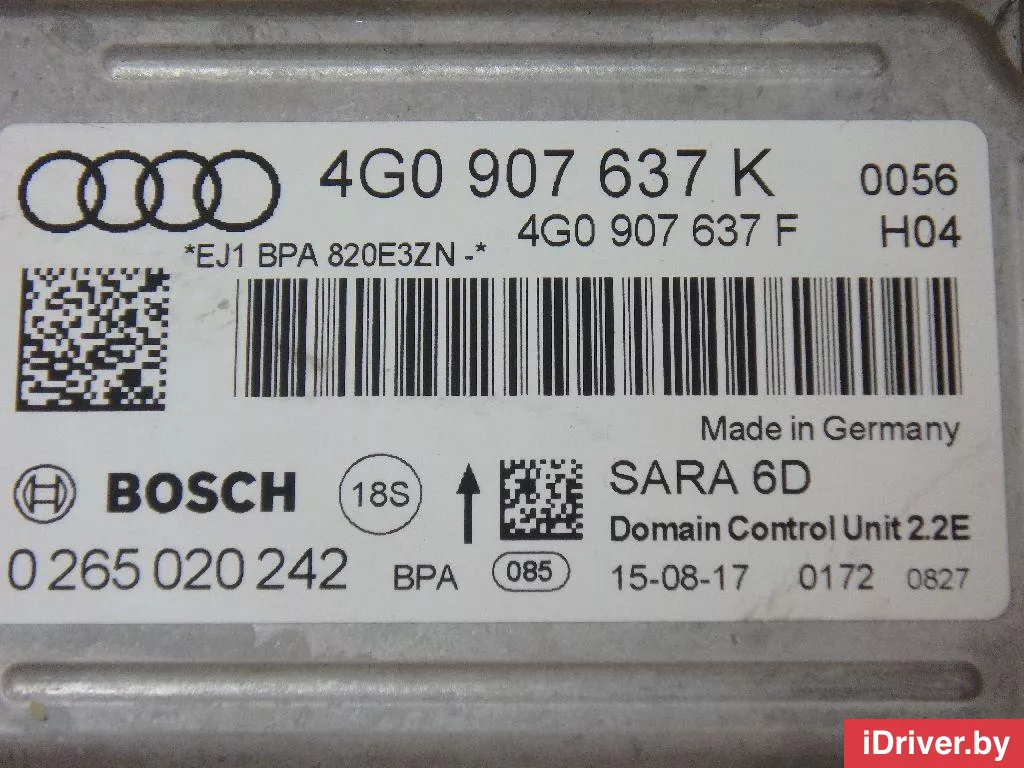 4G0 907 637 K 0056
4G0 907 637 F H04
*EJ1 BPA 820E3ZN -*
Made in Germany
BOSCH 18S SARA 6D
Domain Control Unit 2.2E
0 265 020 242 BPA 085 15-08-17 0172 0827
iDriver.by